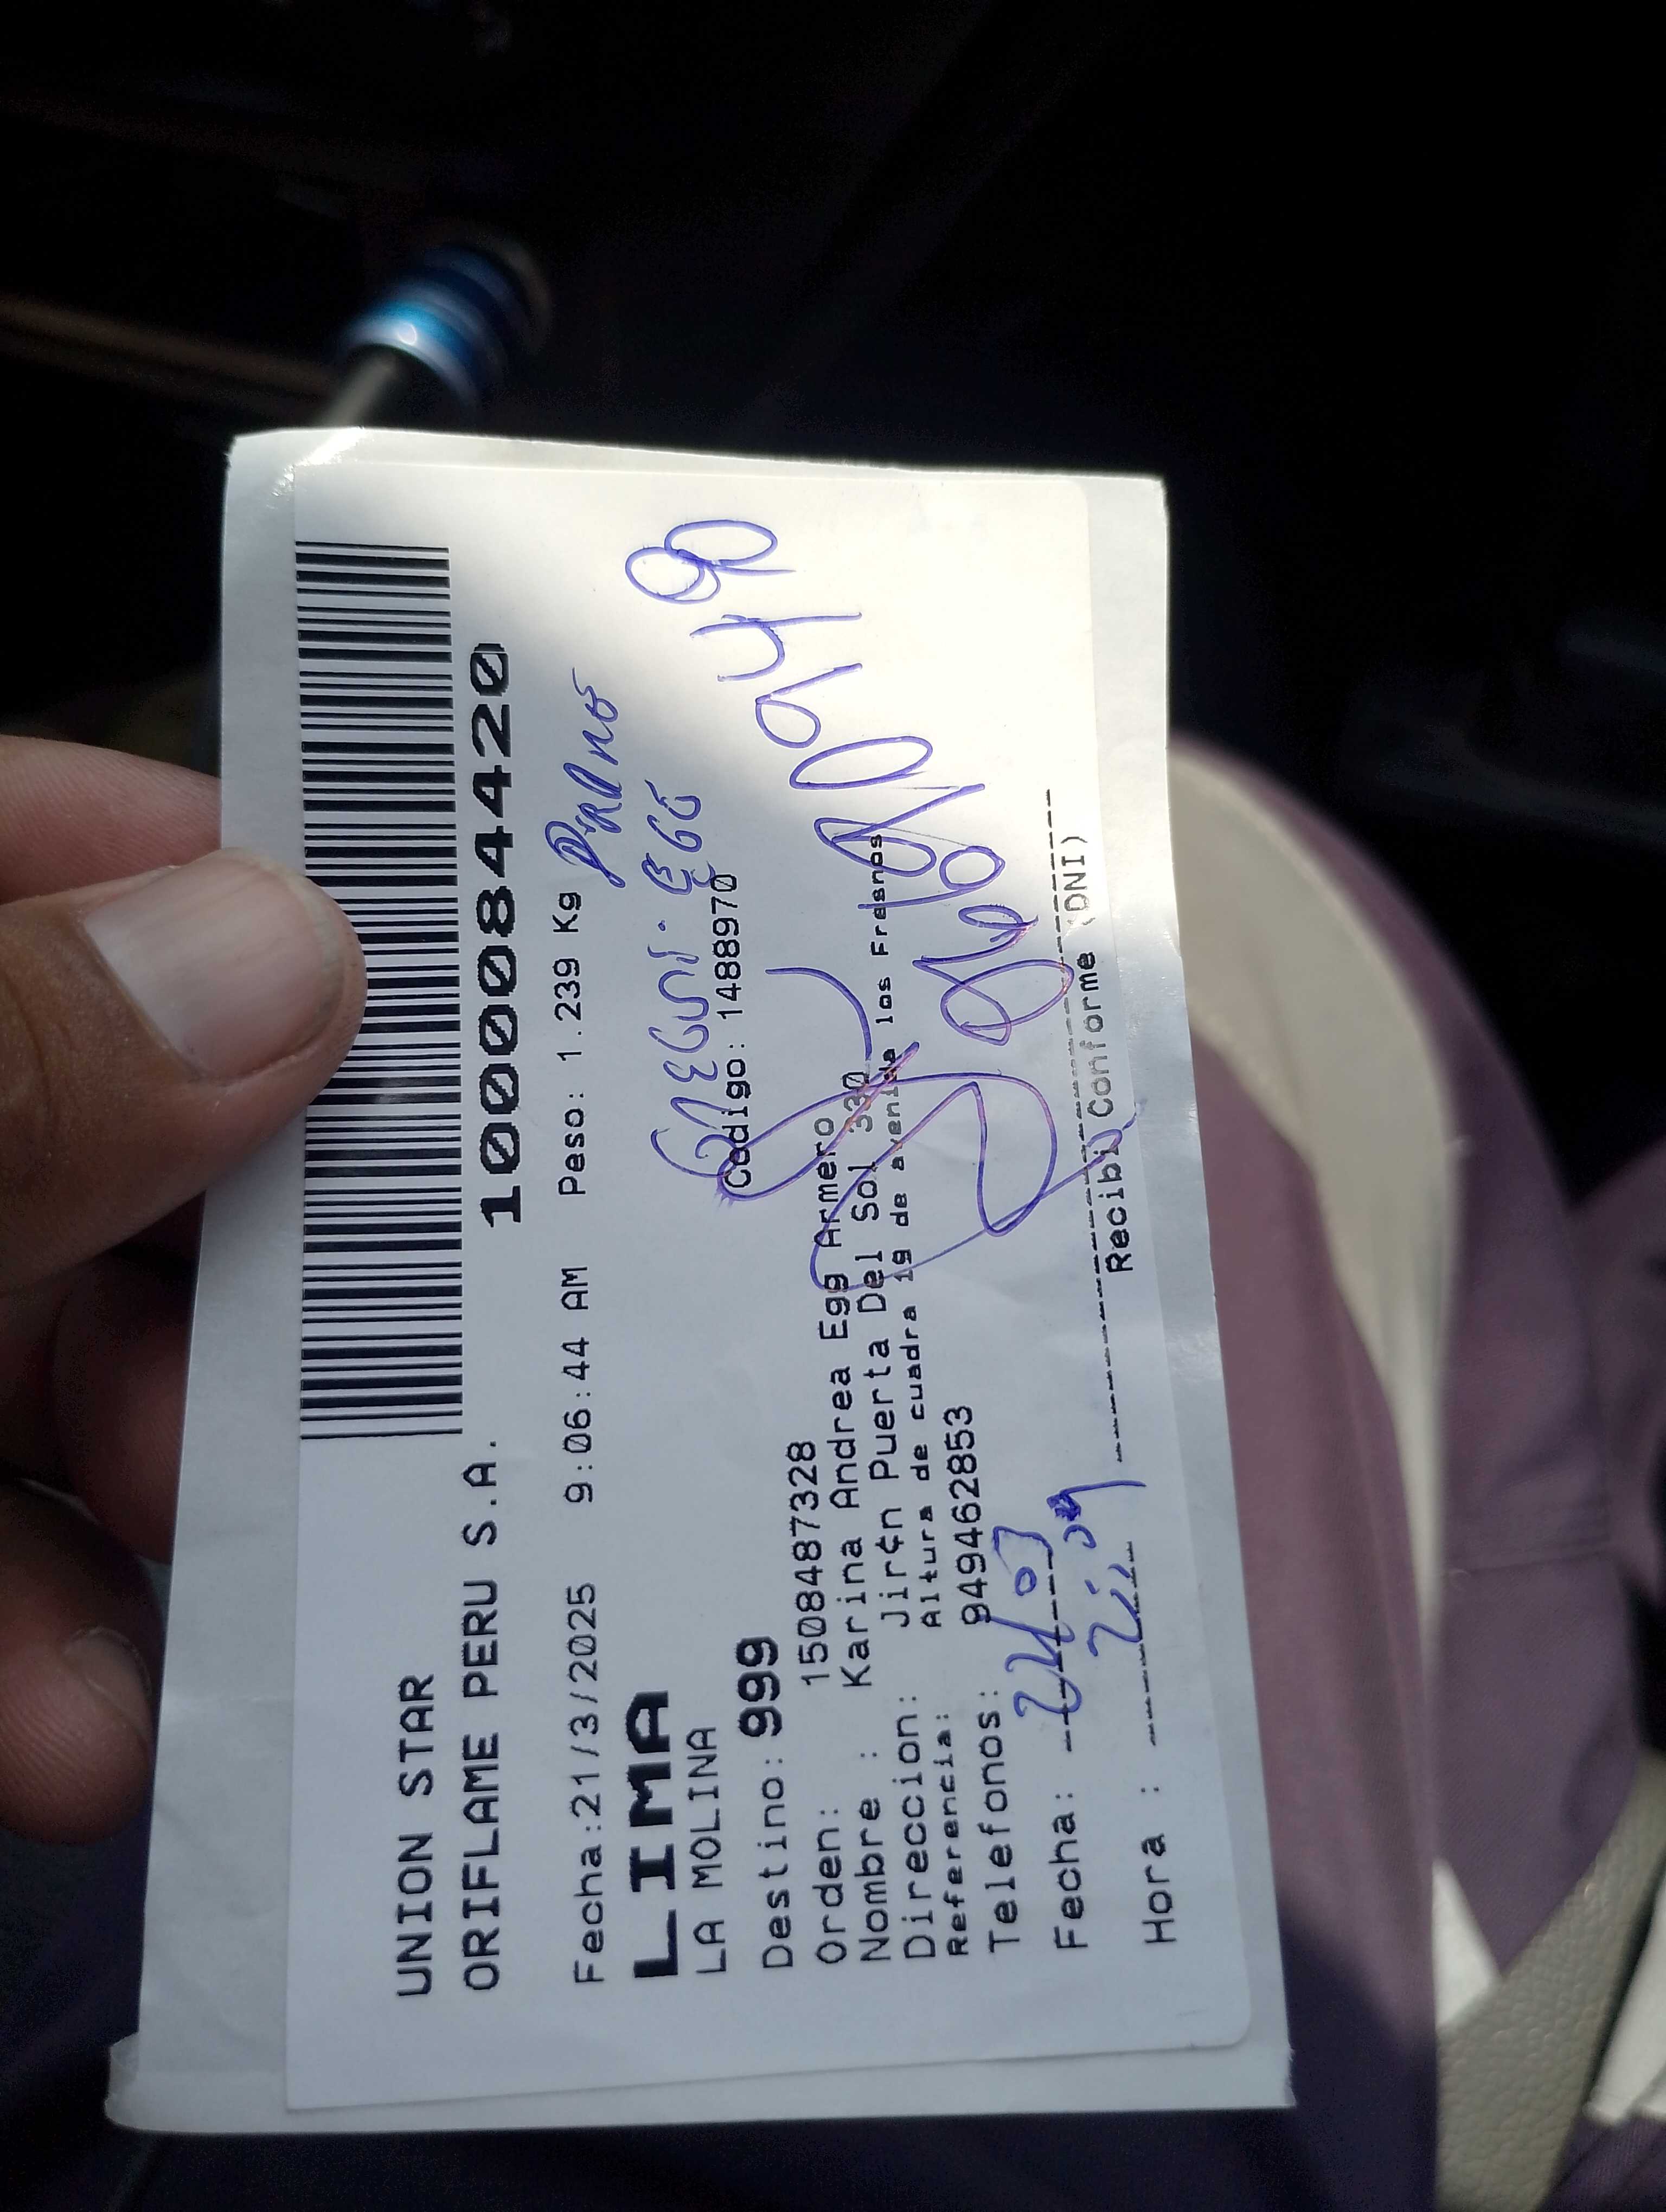 UNION STAR
ORIFLAME PERU S.A.
1000084420
Fecha:21/3/2025 9:06:44 AM Peso: 1.239 Kg
LIMA
LA MOLINA
Destino: 999 Codigo: 1488970
Orden: 1508487328
Nombre : Karina Andrea Egg Armero
Direccion: Jir¢n Puerta Del Sol 330
Referencia: Altura de cuadra 19 de avenida los Fresnos
Telefonos: 949462853
Fecha:
Hora :
Recibi Conforme (DNI)